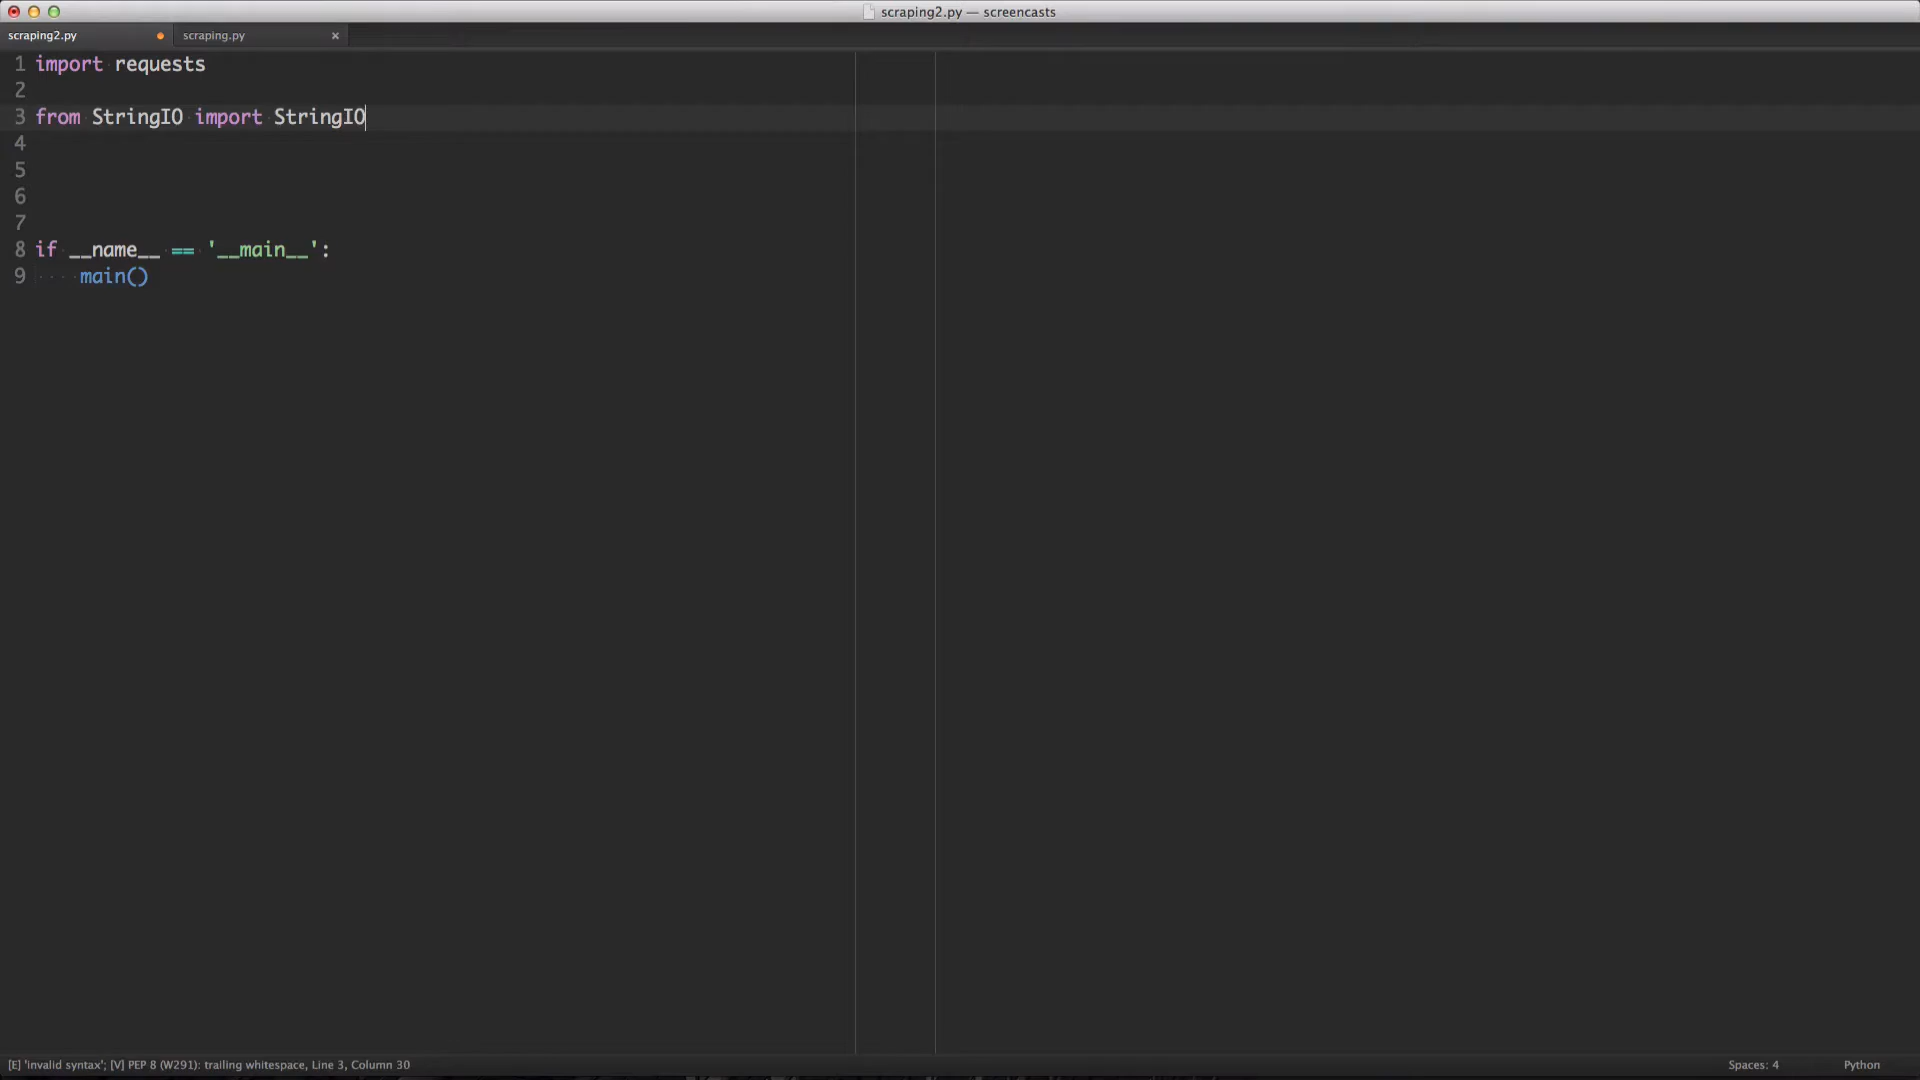 scraping2.py — screencasts
scraping2.py scraping.py ×
1 import requests
2
3 from StringIO import StringIO
4
5
6
7
8 if __name__ == '__main__':
9 main()
[E] 'invalid syntax'; [V] PEP 8 (W291): trailing whitespace, Line 3, Column 30 Spaces: 4 Python